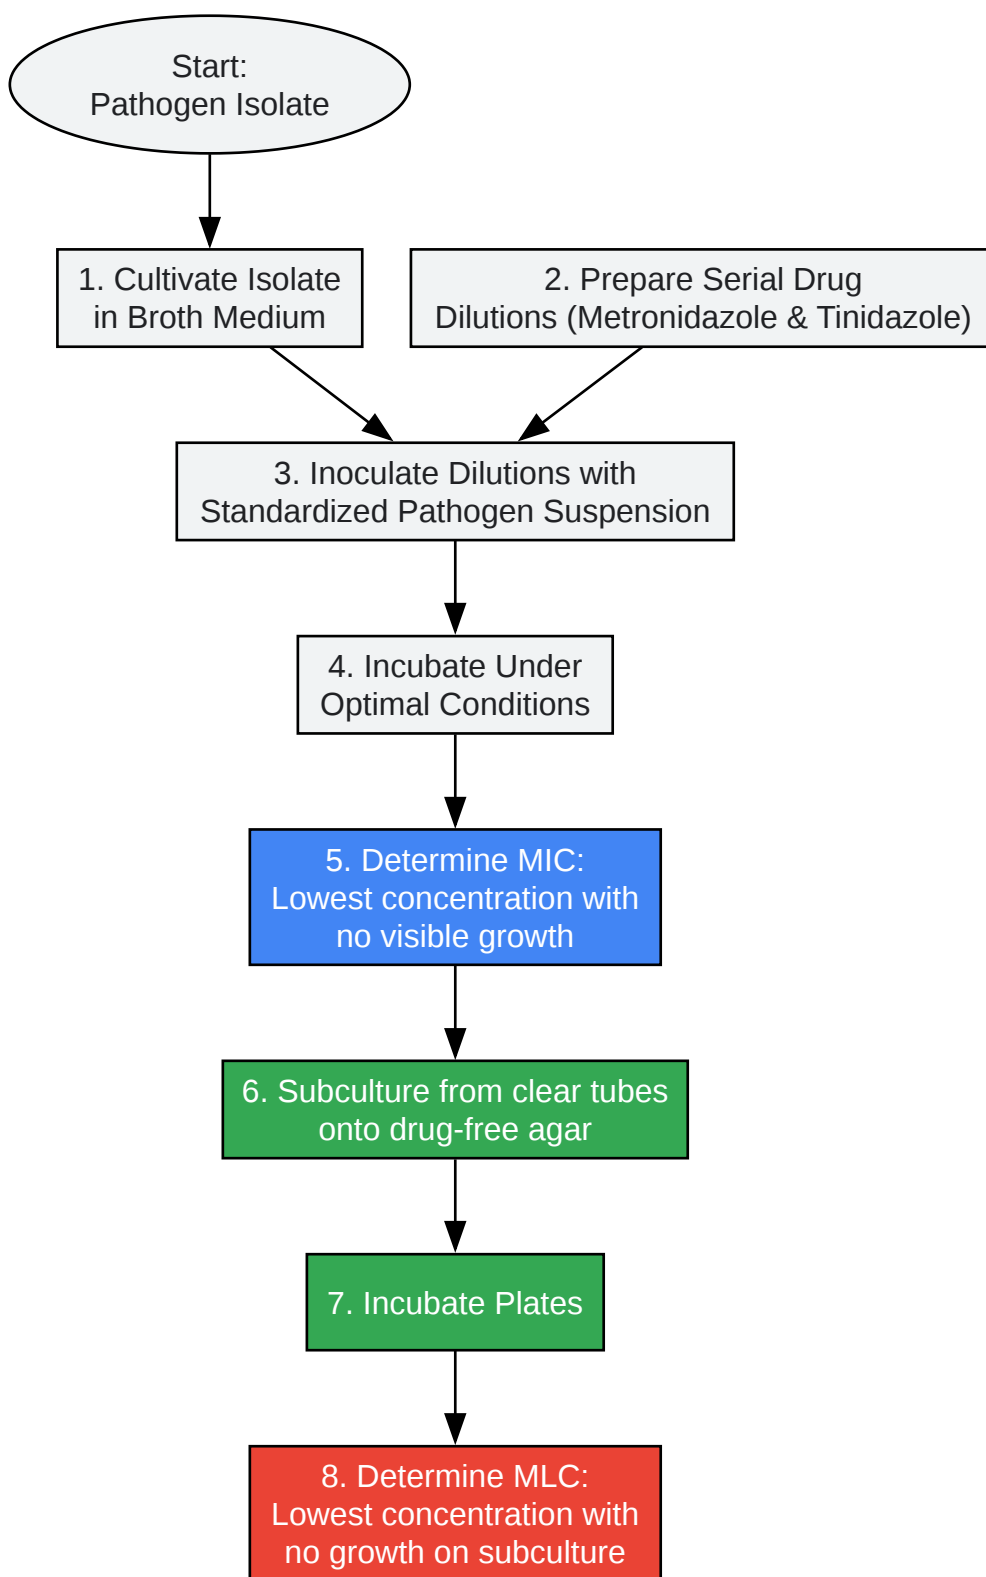 Start:
Pathogen Isolate
1. Cultivate Isolate
in Broth Medium
2. Prepare Serial Drug
Dilutions (Metronidazole & Tinidazole)
3. Inoculate Dilutions with
Standardized Pathogen Suspension
4. Incubate Under
Optimal Conditions
5. Determine MIC:
Lowest concentration with
no visible growth
6. Subculture from clear tubes
onto drug-free agar
7. Incubate Plates
8. Determine MLC:
Lowest concentration with
no growth on subculture